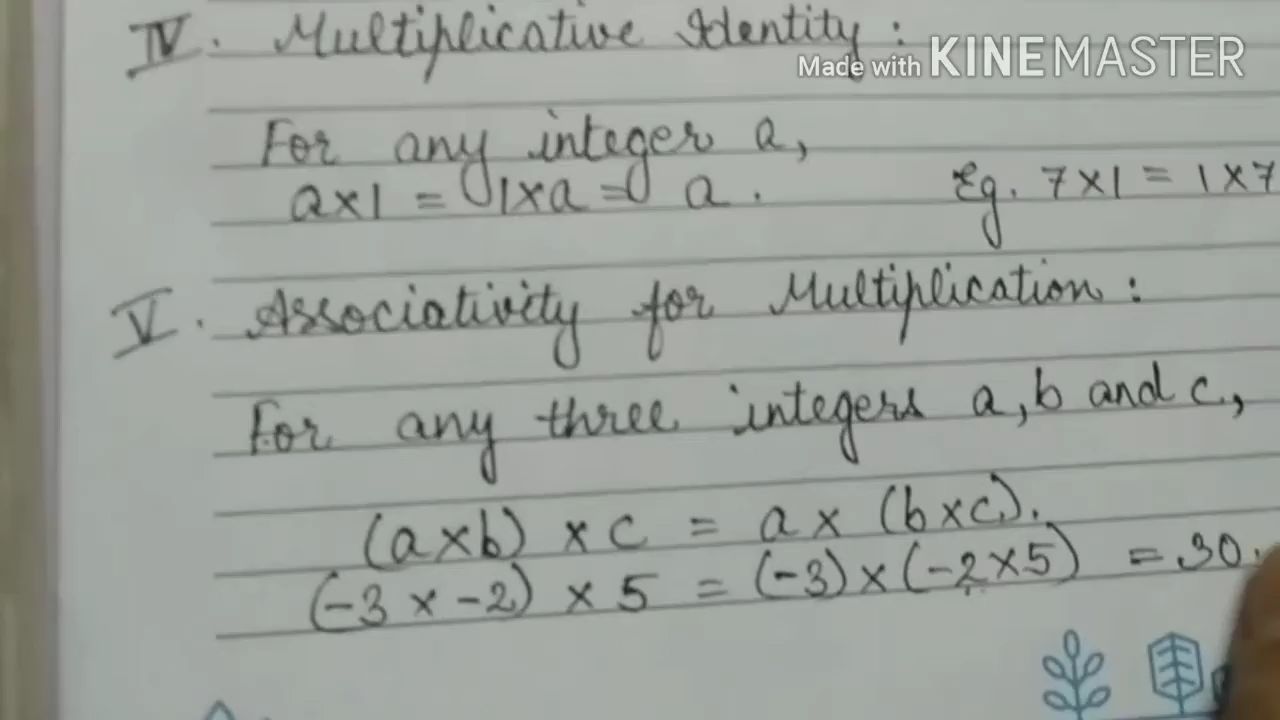 IV. Multiplicative Identity:
Made with KINEMASTER
For any integer a,
a×1 = 1×a = a. Eg. 7×1 = 1×7
V. Associativity for Multiplication:
For any three integers a, b and c,
(a×b) × c = a × (b×c).
(-3 × -2) × 5 = (-3) × (-2×5) = 30.